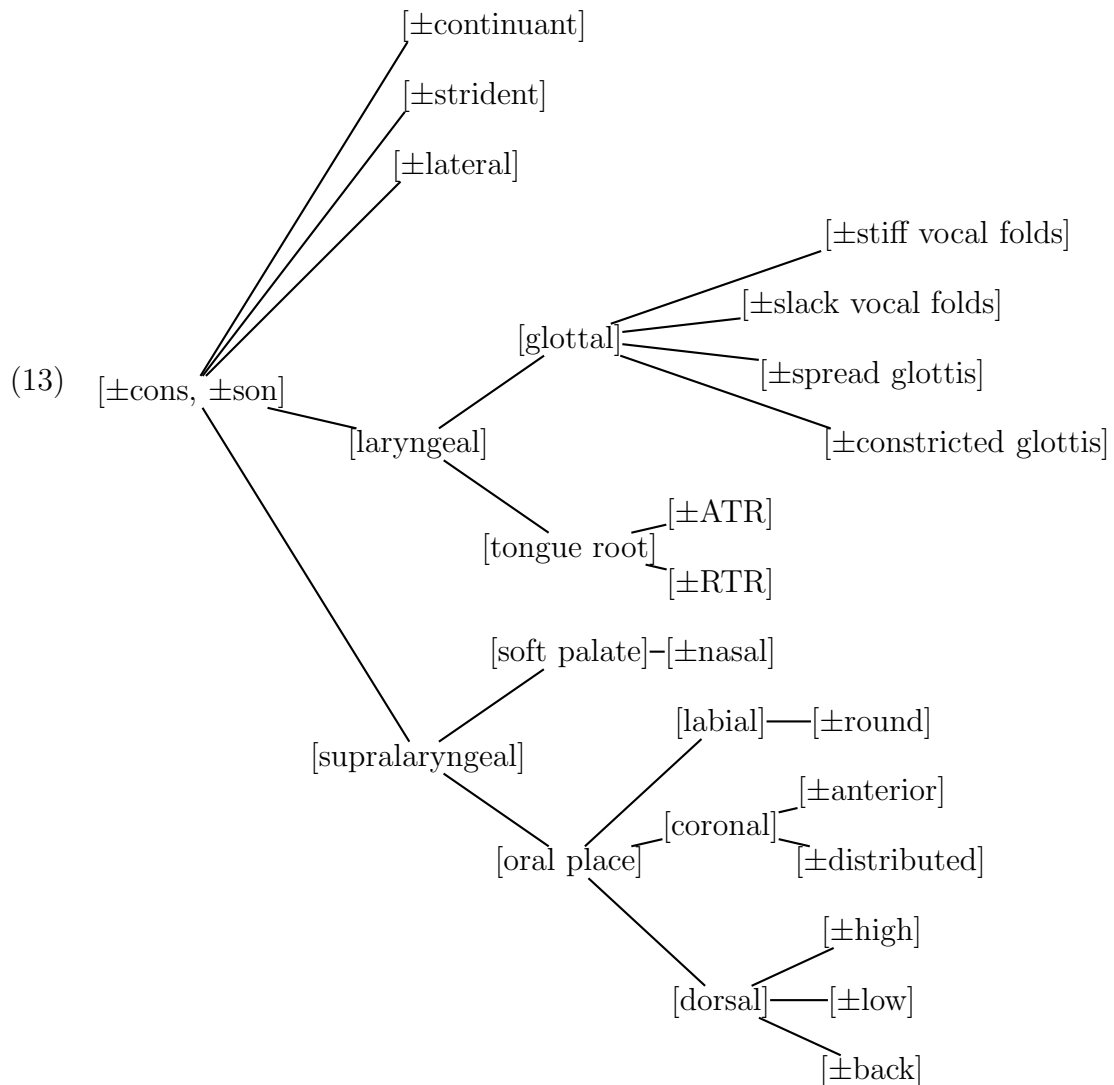 [±continuant]
[±strident]
[±lateral]
[±stiff vocal folds]
[±slack vocal folds]
[glottal]
[±spread glottis]
(13) [±cons, ±son]
[laryngeal]
[±constricted glottis]
[±ATR]
[tongue root]
[±RTR]
[soft palate] [±nasal]
[labial] [±round]
[supralaryngeal]
[±anterior]
[coronal]
[oral place] [±distributed]
[±high]
[dorsal] [±low]
[±back]